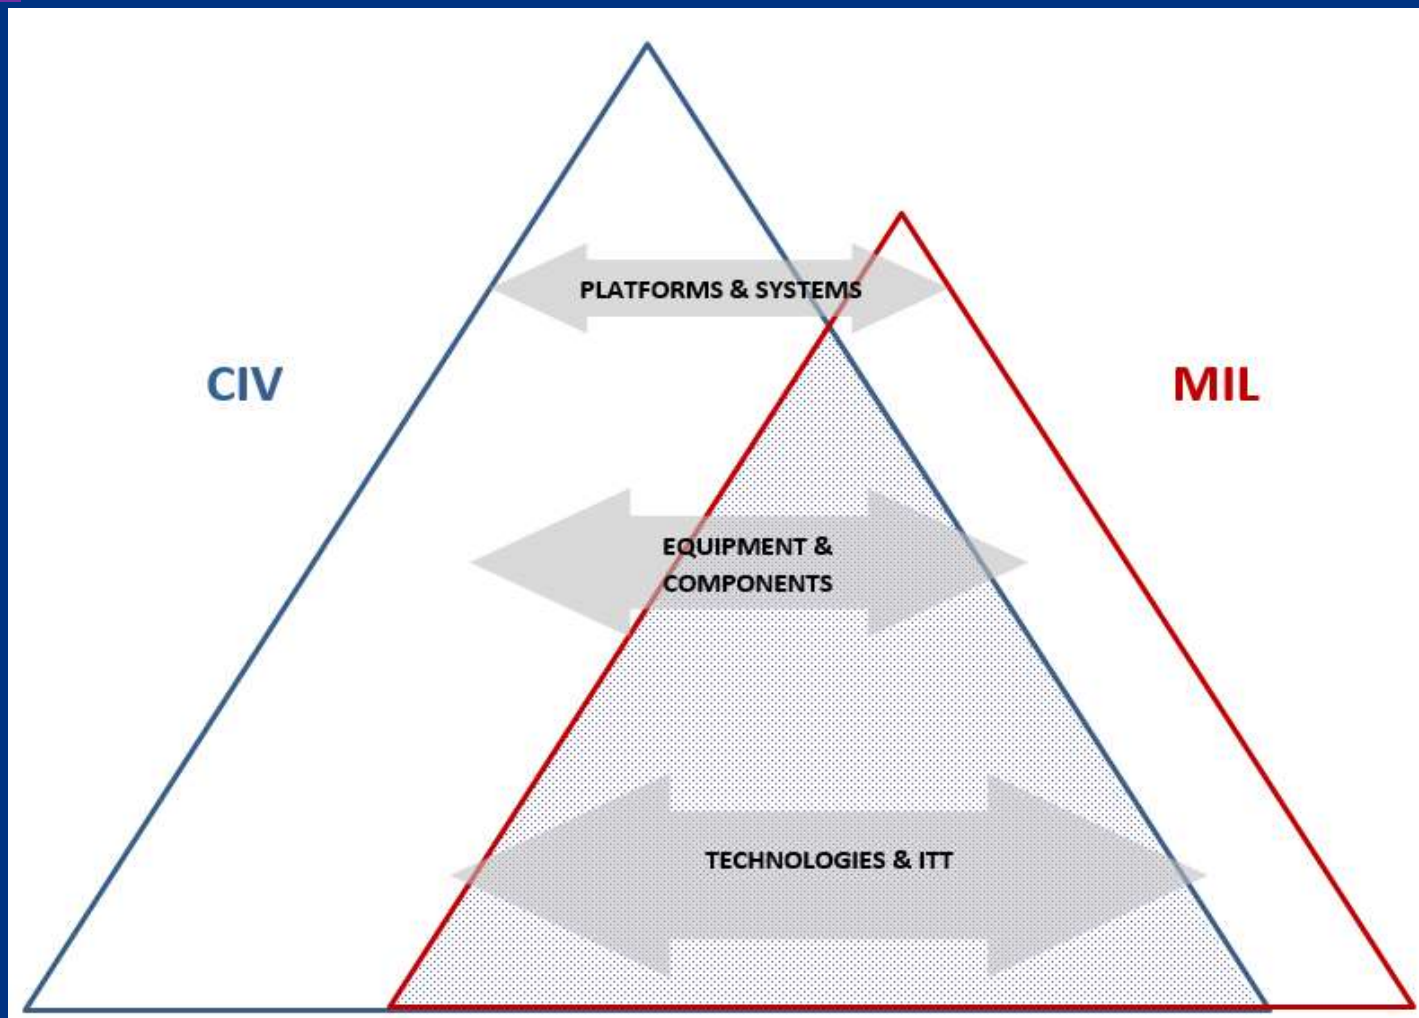 PLATFORMS & SYSTEMS
CIV
MIL
EQUIPMENT &
COMPONENTS
TECHNOLOGIES & ITT